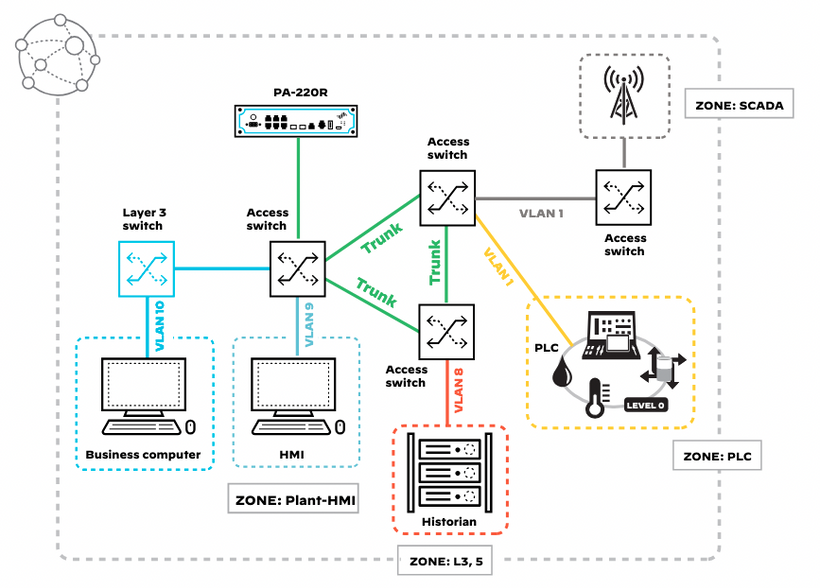 PA-220R
ZONE: SCADA
Access
switch
Layer 3
switch
Access
switch
Trunk
VLAN 1
Access
switch
Trunk
Trunk
VLAN 1
VLAN 10
VLAN 9
PLC
Access
switch
VLAN 8
LEVEL 0
Business computer
HMI
ZONE: PLC
ZONE: Plant-HMI
Historian
ZONE: L3, 5